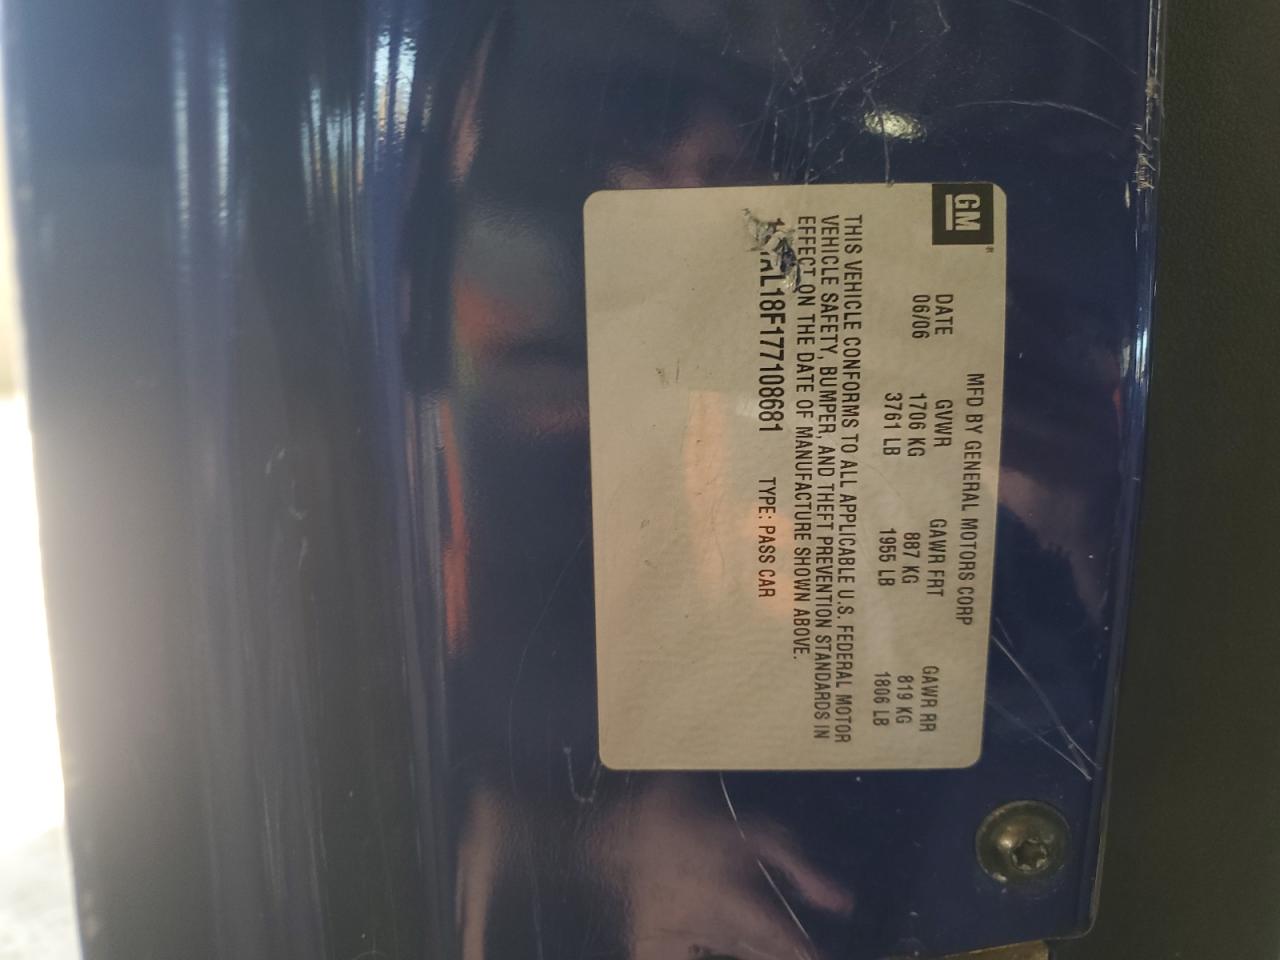 GM
MFD BY GENERAL MOTORS CORP
DATE GVWR GAWR FRT GAWR RR
06/06 1706 KG 887 KG 819 KG
3761 LB 1955 LB 1806 LB
THIS VEHICLE CONFORMS TO ALL APPLICABLE U.S. FEDERAL MOTOR
VEHICLE SAFETY, BUMPER, AND THEFT PREVENTION STANDARDS IN
EFFECT ON THE DATE OF MANUFACTURE SHOWN ABOVE.
TYPE: PASS CAR